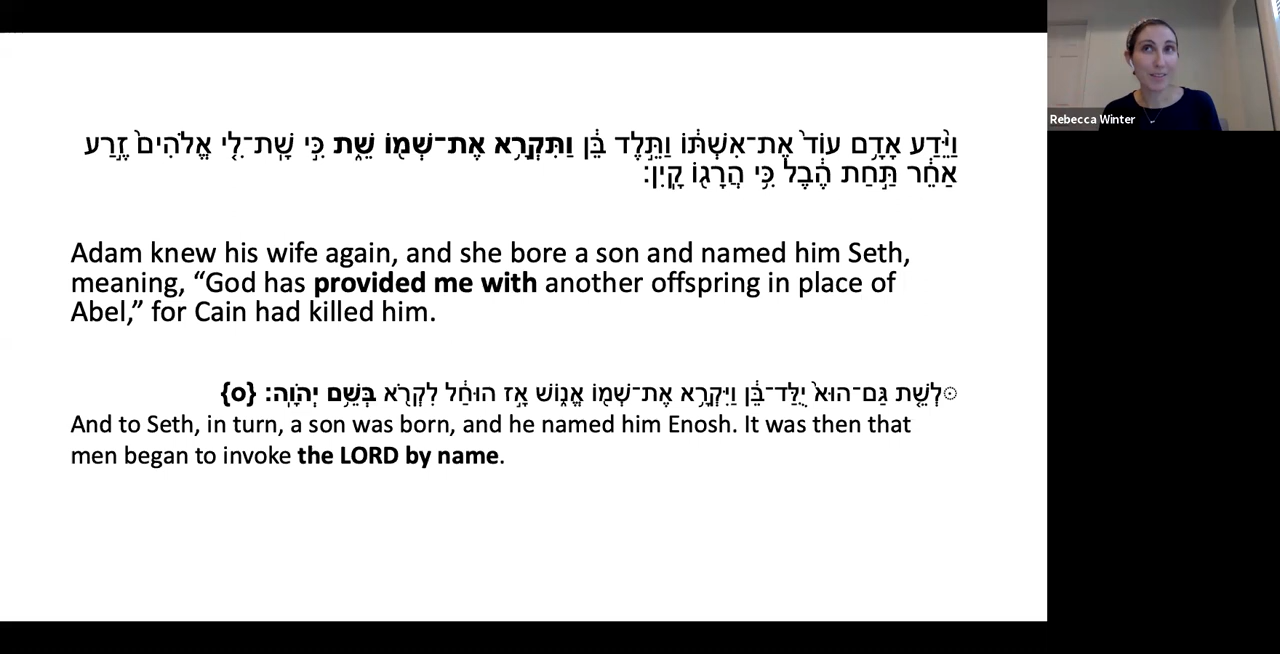 וַיֵּ֨דַע אָדָ֥ם עוֹד֙ אֶת־אִשְׁתּ֔וֹ וַתֵּ֣לֶד בֵּ֔ן וַתִּקְרָ֥א אֶת־שְׁמ֖וֹ שֵׁ֑ת כִּ֣י שָֽׁת־לִ֤י אֱלֹהִים֙ זֶ֣רַע
אַחֵ֔ר תַּ֣חַת הֶ֔בֶל כִּ֥י הֲרָג֖וֹ קָֽיִן׃
Adam knew his wife again, and she bore a son and named him Seth,
meaning, “God has provided me with another offspring in place of
Abel,” for Cain had killed him.
לְשֵׁ֤ת גַּם־הוּא֙ יֻלַּד־בֵּ֔ן וַיִּקְרָ֥א אֶת־שְׁמ֖וֹ אֱנ֑וֹשׁ אָ֣ז הוּחַ֔ל לִקְרֹ֖א בְּשֵׁ֥ם יְהֹוָֽה׃ {ס}
And to Seth, in turn, a son was born, and he named him Enosh. It was then that
men began to invoke the LORD by name.
Rebecca Winter